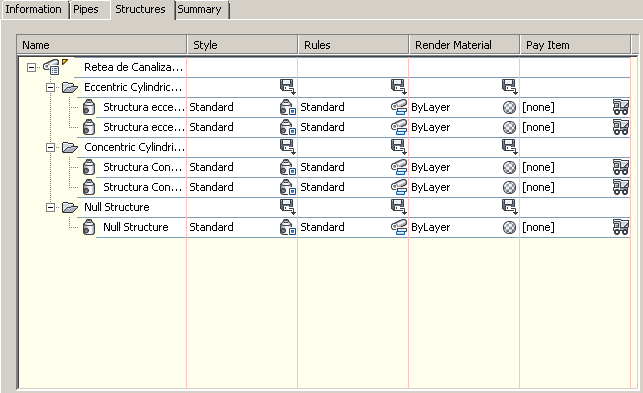 Information Pipes Structures Summary
Name Style Rules Render Material Pay Item
Retea de Canaliza...
Eccentric Cylindric...
Structura ecce... Standard Standard ByLayer [none]
Structura ecce... Standard Standard ByLayer [none]
Concentric Cylindri...
Structura Con... Standard Standard ByLayer [none]
Structura Con... Standard Standard ByLayer [none]
Null Structure
Null Structure Standard Standard ByLayer [none]